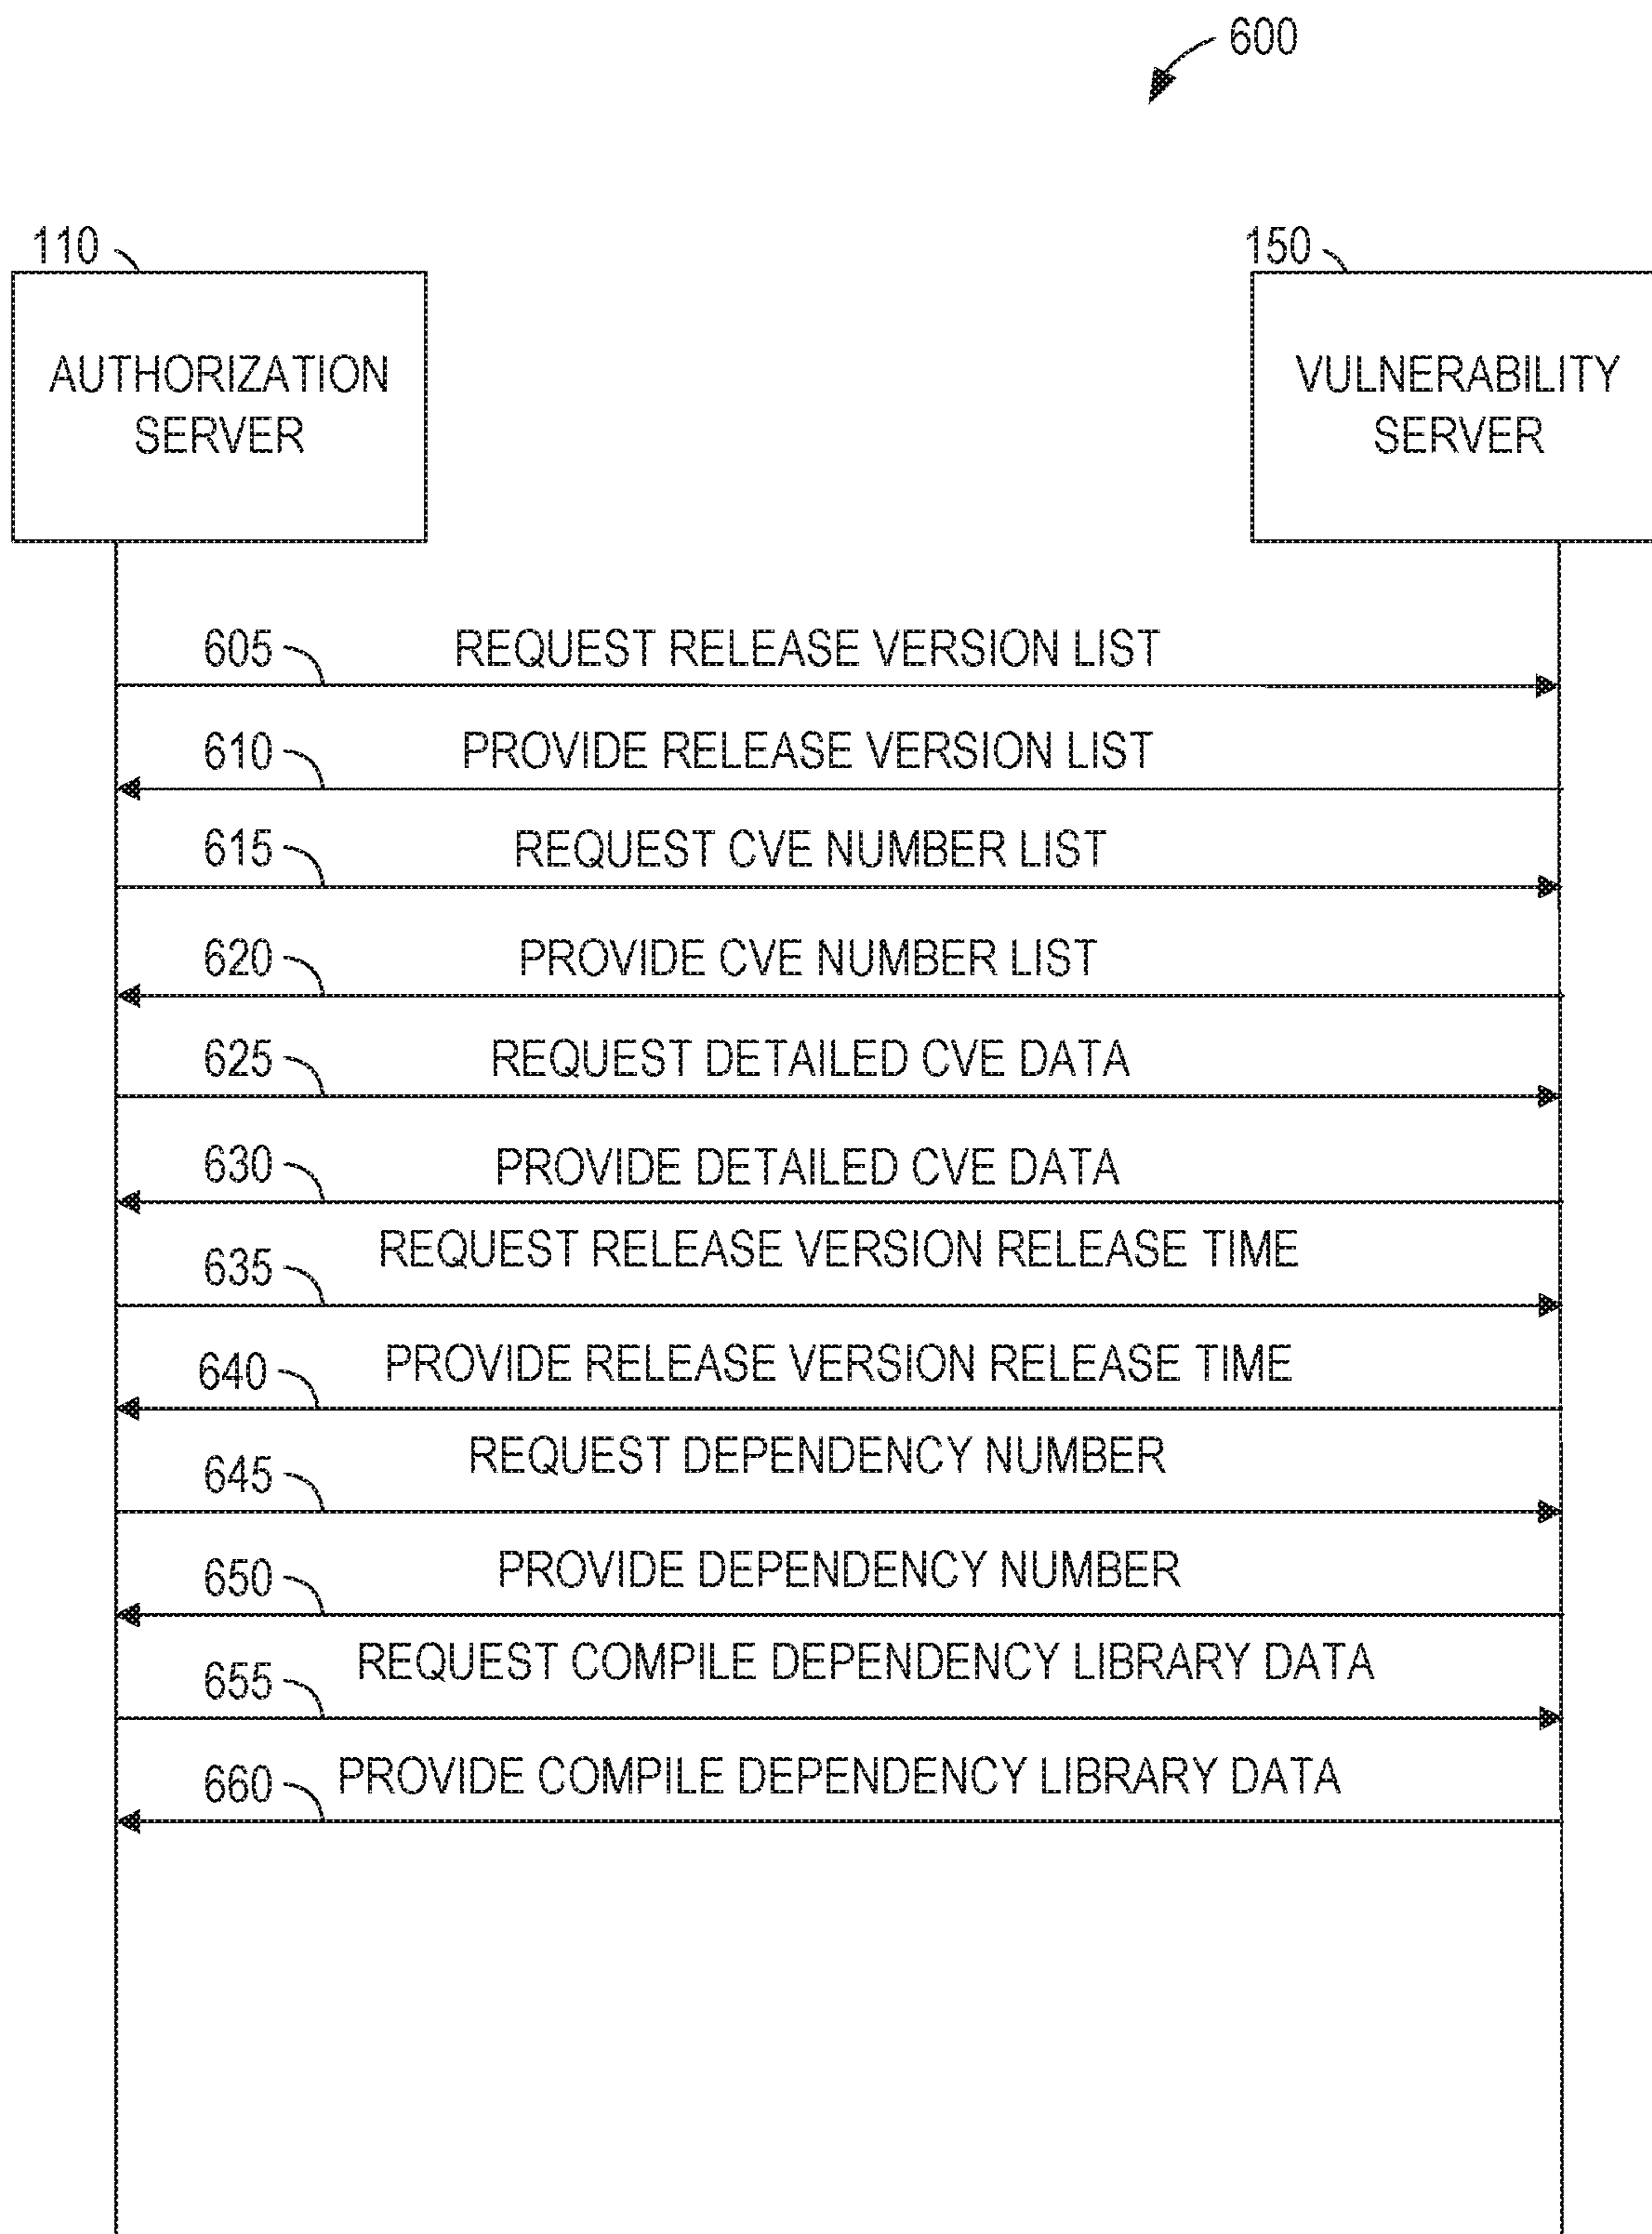 600
110
150
AUTHORIZATION
SERVER
VULNERABILITY
SERVER
605
REQUEST RELEASE VERSION LIST
610
PROVIDE RELEASE VERSION LIST
615
REQUEST CVE NUMBER LIST
620
PROVIDE CVE NUMBER LIST
625
REQUEST DETAILED CVE DATA
630
PROVIDE DETAILED CVE DATA
635
REQUEST RELEASE VERSION RELEASE TIME
640
PROVIDE RELEASE VERSION RELEASE TIME
645
REQUEST DEPENDENCY NUMBER
650
PROVIDE DEPENDENCY NUMBER
655
REQUEST COMPILE DEPENDENCY LIBRARY DATA
660
PROVIDE COMPILE DEPENDENCY LIBRARY DATA